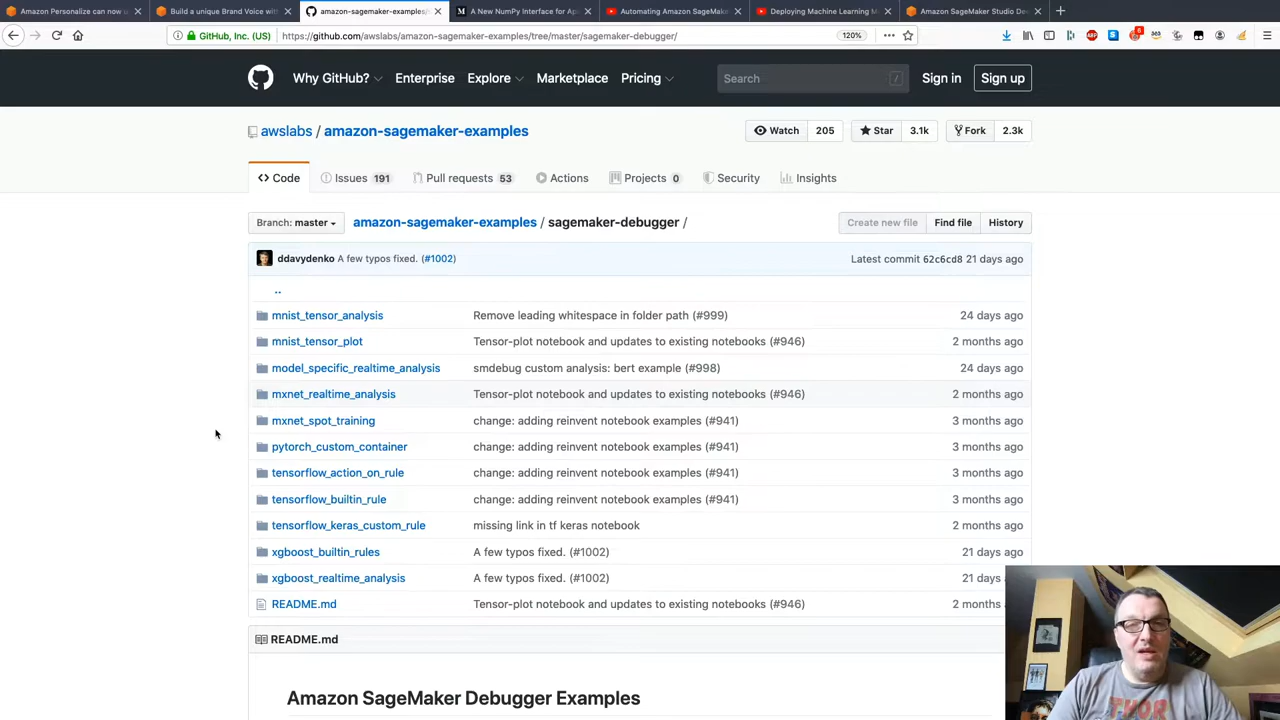 Amazon Personalize can now u
Build a unique Brand Voice with
amazon-sagemaker-examples/
A New NumPy Interface for Ap
Automating Amazon SageMake
Deploying Machine Learning M
Amazon SageMaker Studio De
GitHub, Inc. (US)
https://github.com/awslabs/amazon-sagemaker-examples/tree/master/sagemaker-debugger/
120%
Why GitHub? Enterprise Explore Marketplace Pricing Search / Sign in Sign up
awslabs / amazon-sagemaker-examples
Watch 205 Star 3.1k Fork 2.3k
Code Issues 191 Pull requests 53 Actions Projects 0 Security Insights
Branch: master amazon-sagemaker-examples / sagemaker-debugger / Create new file Find file History
ddavydenko A few typos fixed. (#1002) Latest commit 62c6cd8 21 days ago
..
mnist_tensor_analysis Remove leading whitespace in folder path (#999) 24 days ago
mnist_tensor_plot Tensor-plot notebook and updates to existing notebooks (#946) 2 months ago
model_specific_realtime_analysis smdebug custom analysis: bert example (#998) 24 days ago
mxnet_realtime_analysis Tensor-plot notebook and updates to existing notebooks (#946) 2 months ago
mxnet_spot_training change: adding reinvent notebook examples (#941) 3 months ago
pytorch_custom_container change: adding reinvent notebook examples (#941) 3 months ago
tensorflow_action_on_rule change: adding reinvent notebook examples (#941) 3 months ago
tensorflow_builtin_rule change: adding reinvent notebook examples (#941) 3 months ago
tensorflow_keras_custom_rule missing link in tf keras notebook 2 months ago
xgboost_builtin_rules A few typos fixed. (#1002) 21 days ago
xgboost_realtime_analysis A few typos fixed. (#1002) 21 days
README.md Tensor-plot notebook and updates to existing notebooks (#946) 2 months
README.md
Amazon SageMaker Debugger Examples
THOR